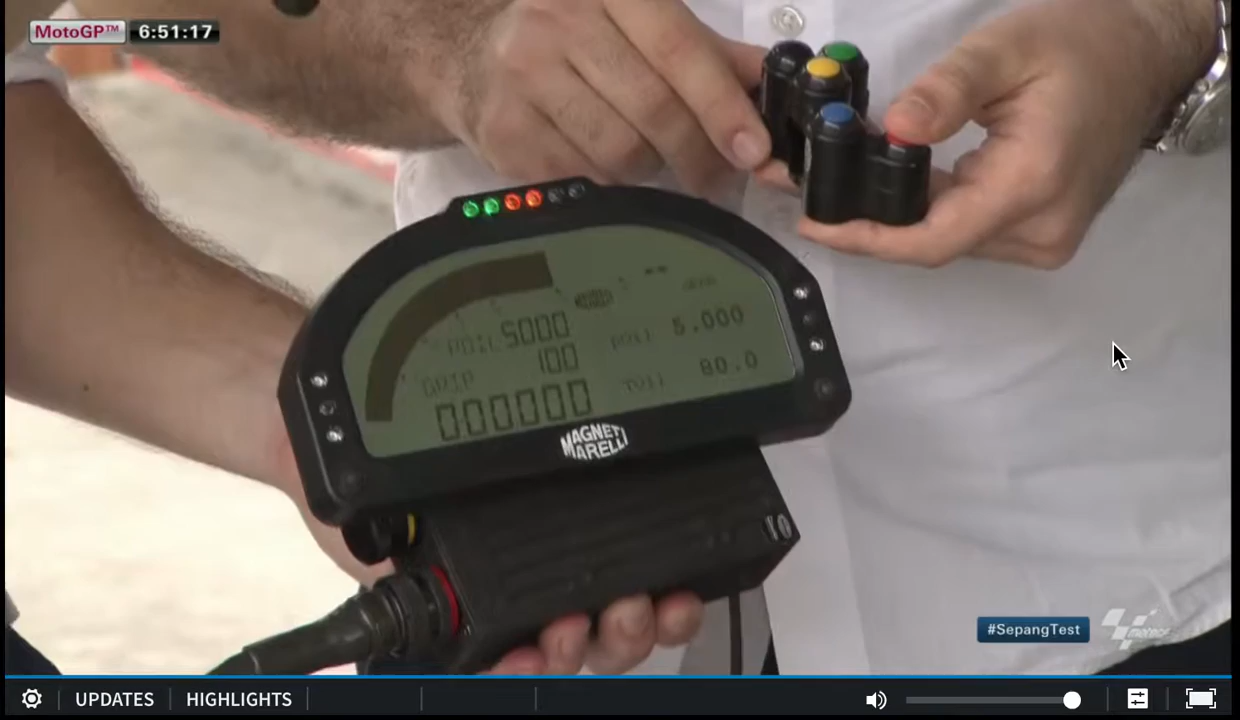 MotoGP™ 6:51:17
POIL 5000
100
GRIP
000000
POIL 5.000
TOIL 80.0
MAGNETI MARELLI
#SepangTest
motoGP
UPDATES HIGHLIGHTS